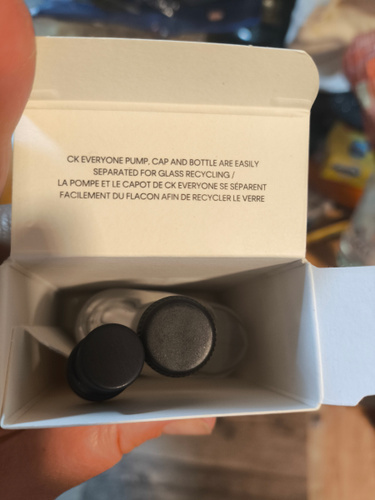 CK EVERYONE PUMP, CAP AND BOTTLE ARE EASILY
SEPARATED FOR GLASS RECYCLING /
LA POMPE ET LE CAPOT DE CK EVERYONE SE SÉPARENT
FACILEMENT DU FLACON AFIN DE RECYCLER LE VERRE